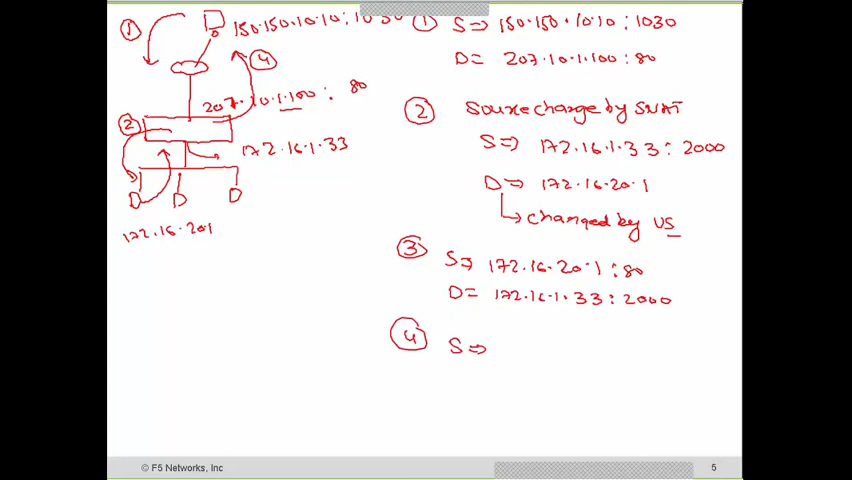 ①
150.150.10.10:1030
④
207.10.1.100: 80
②
172.16.1.33
D D D
172.16.20.1
① S⇒ 150.150.10.10:1030
D= 207.10.1.100:80
② Source change by SNAT
S⇒ 172.16.1.33:2000
D⇒ 172.16.20.1
↳ changed by VS
③
S⇒ 172.16.20.1:80
D= 172.16.1.33:2000
④ S⇒
© F5 Networks, Inc
5